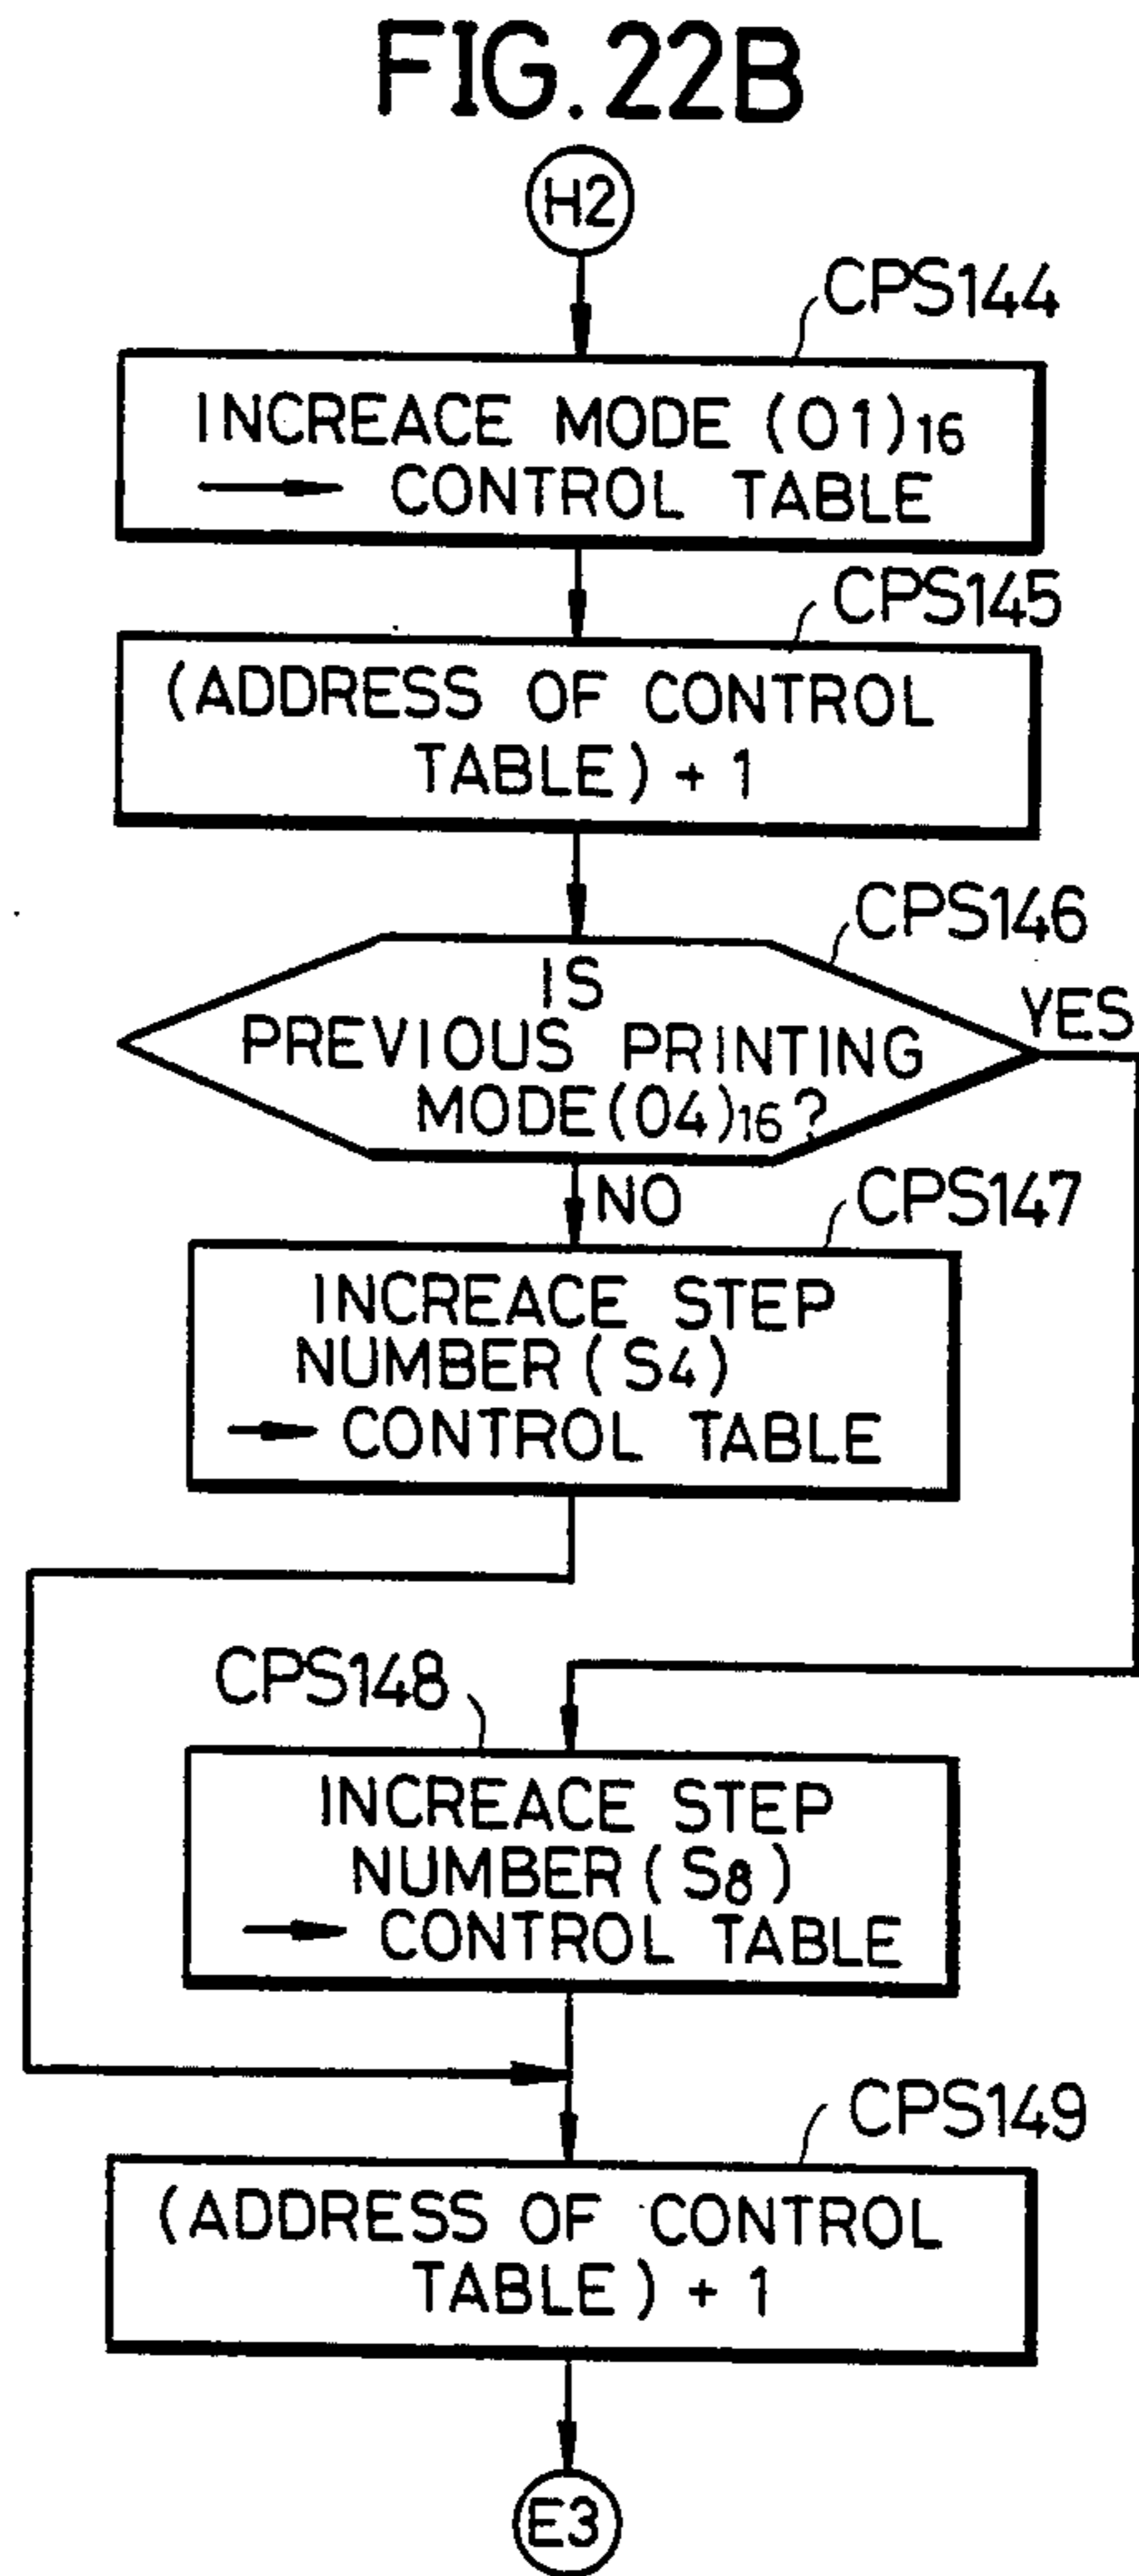 FIG. 22B
H2
CPS144
INCREACE MODE (01)16
→ CONTROL TABLE
CPS145
(ADDRESS OF CONTROL
TABLE) + 1
CPS146
IS
PREVIOUS PRINTING
MODE(04)16?
YES
NO
CPS147
INCREACE STEP
NUMBER (S4)
→ CONTROL TABLE
CPS148
INCREACE STEP
NUMBER (S8)
→ CONTROL TABLE
CPS149
(ADDRESS OF CONTROL
TABLE) + 1
E3